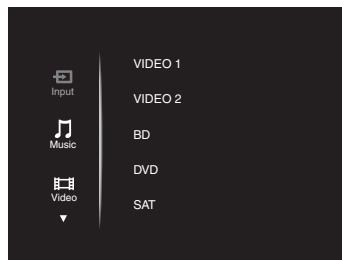 Input
Music
Video
VIDEO 1
VIDEO 2
BD
DVD
SAT